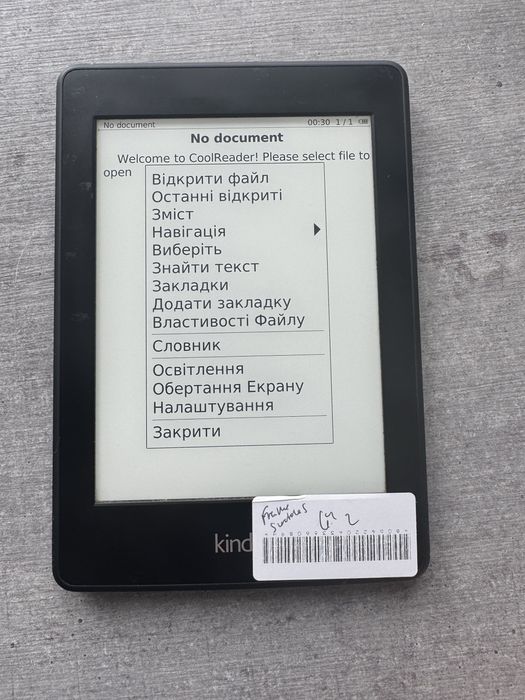 No document 00:30 1 / 1
No document
Welcome to CoolReader! Please select file to
open
Відкрити файл
Останні відкриті
Зміст
Навігація
Виберіть
Знайти текст
Закладки
Додати закладку
Властивості Файлу
Словник
Освітлення
Обертання Екрану
Налаштування
Закрити
kind